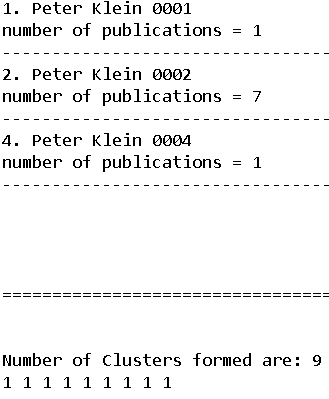 1. Peter Klein 0001
number of publications = 1
---------------------------------
2. Peter Klein 0002
number of publications = 7
---------------------------------
4. Peter Klein 0004
number of publications = 1
---------------------------------
=================================
Number of Clusters formed are: 9
1 1 1 1 1 1 1 1 1